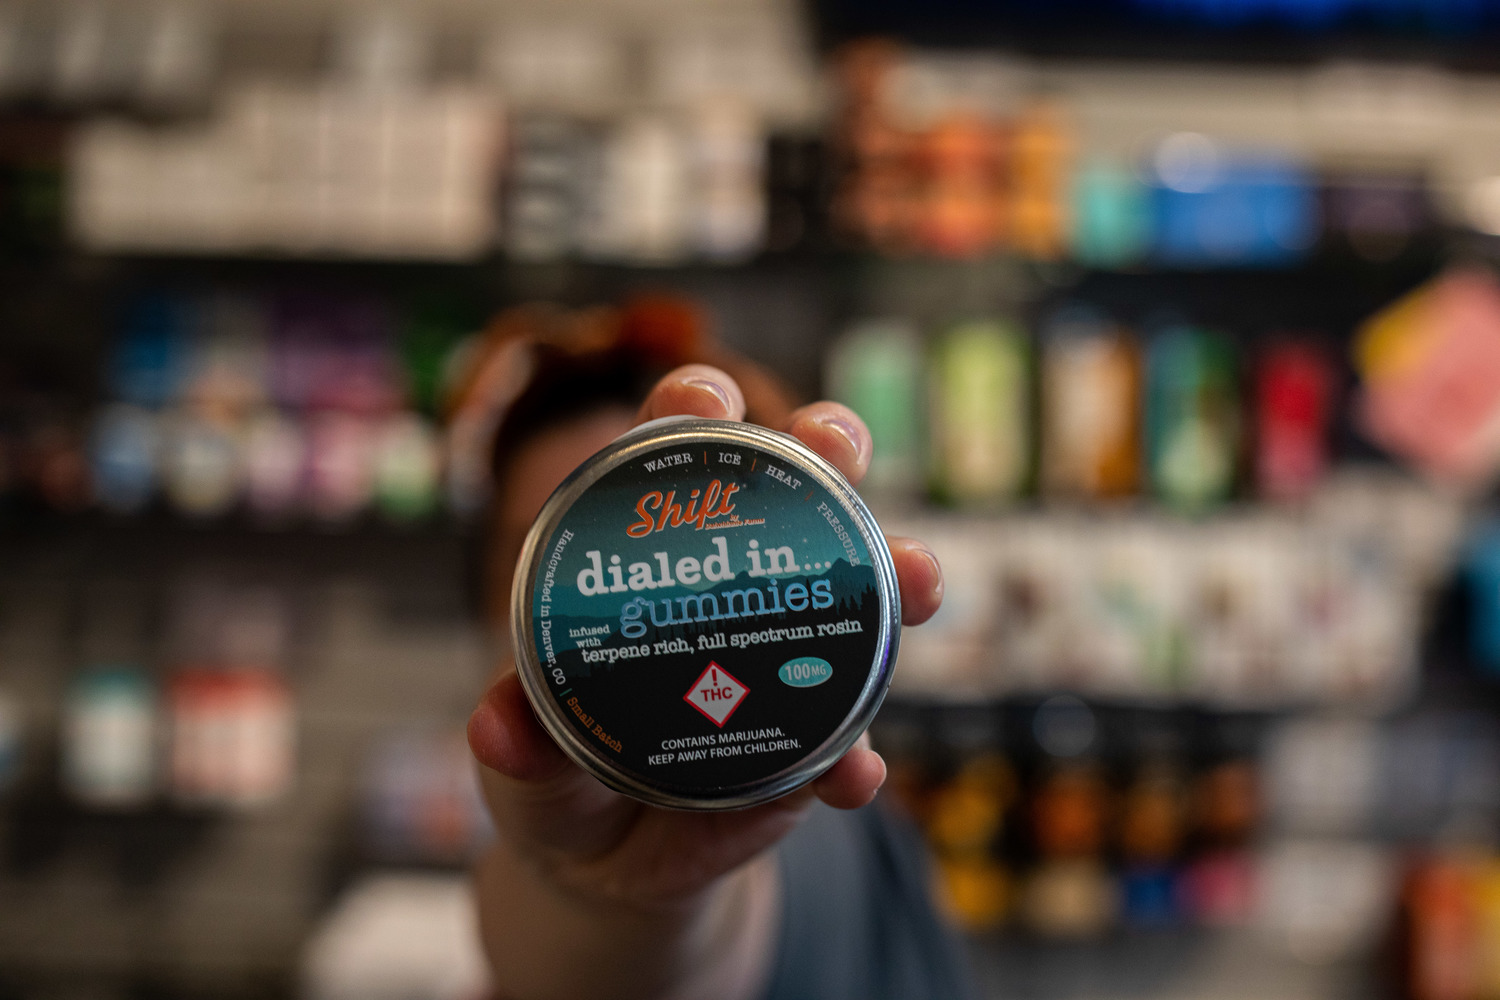 WATER | ICE | HEAT | PRESSURE
Shift
by
dialed in...
gummies
infused
with
terpene rich, full spectrum rosin
Handcrafted in Denver, CO | Small Batch
! THC
100MG
CONTAINS MARIJUANA.
KEEP AWAY FROM CHILDREN.